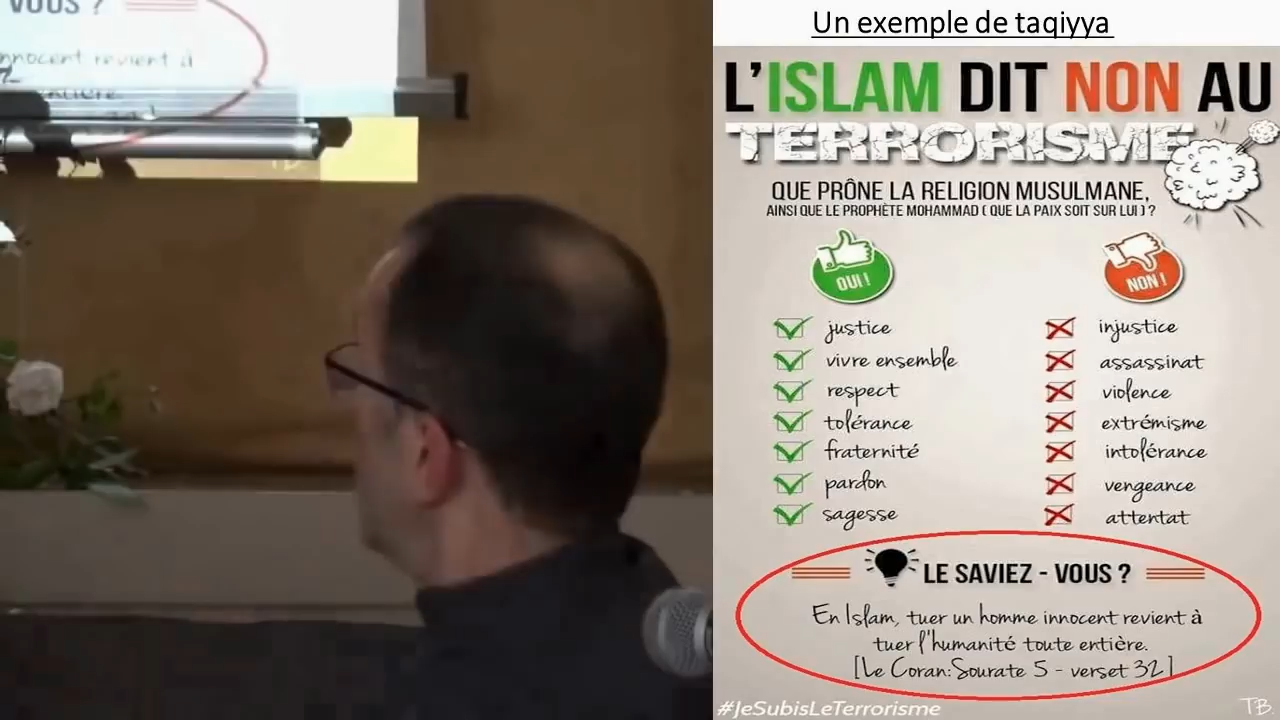 VOUS ?
innocent revient à
entière.
Un exemple de taqiyya
L'ISLAM DIT NON AU
TERRORISME
QUE PRÔNE LA RELIGION MUSULMANE,
AINSI QUE LE PROPHÈTE MOHAMMAD ( QUE LA PAIX SOIT SUR LUI ) ?
OUI !
NON !
justice
injustice
vivre ensemble
assassinat
respect
violence
tolérance
extrémisme
fraternité
intolérance
pardon
vengeance
sagesse
attentat
LE SAVIEZ - VOUS ?
En Islam, tuer un homme innocent revient à
tuer l'humanité toute entière.
[Le Coran: Sourate 5 - verset 32]
#JeSubisLeTerrorisme
T.B.